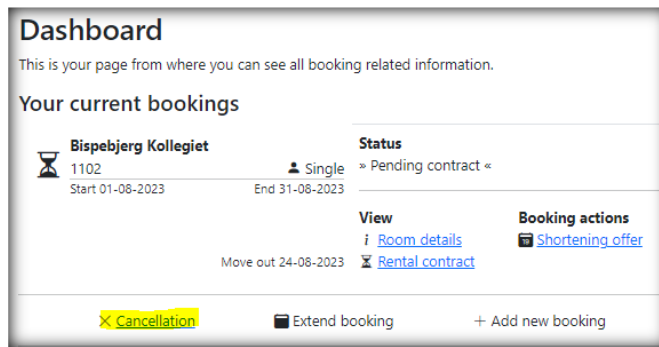 Dashboard
This is your page from where you can see all booking related information.
Your current bookings
Bispebjerg Kollegiet
1102 Single
Start 01-08-2023 End 31-08-2023
Move out 24-08-2023
Status
» Pending contract «
View
i Room details
Rental contract
Booking actions
19 Shortening offer
× Cancellation Extend booking + Add new booking